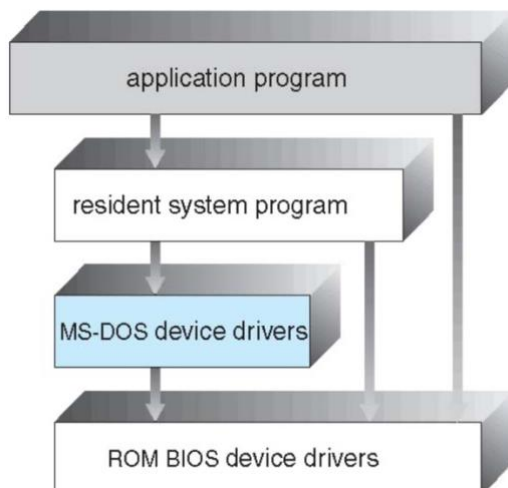 application program
resident system program
MS-DOS device drivers
ROM BIOS device drivers